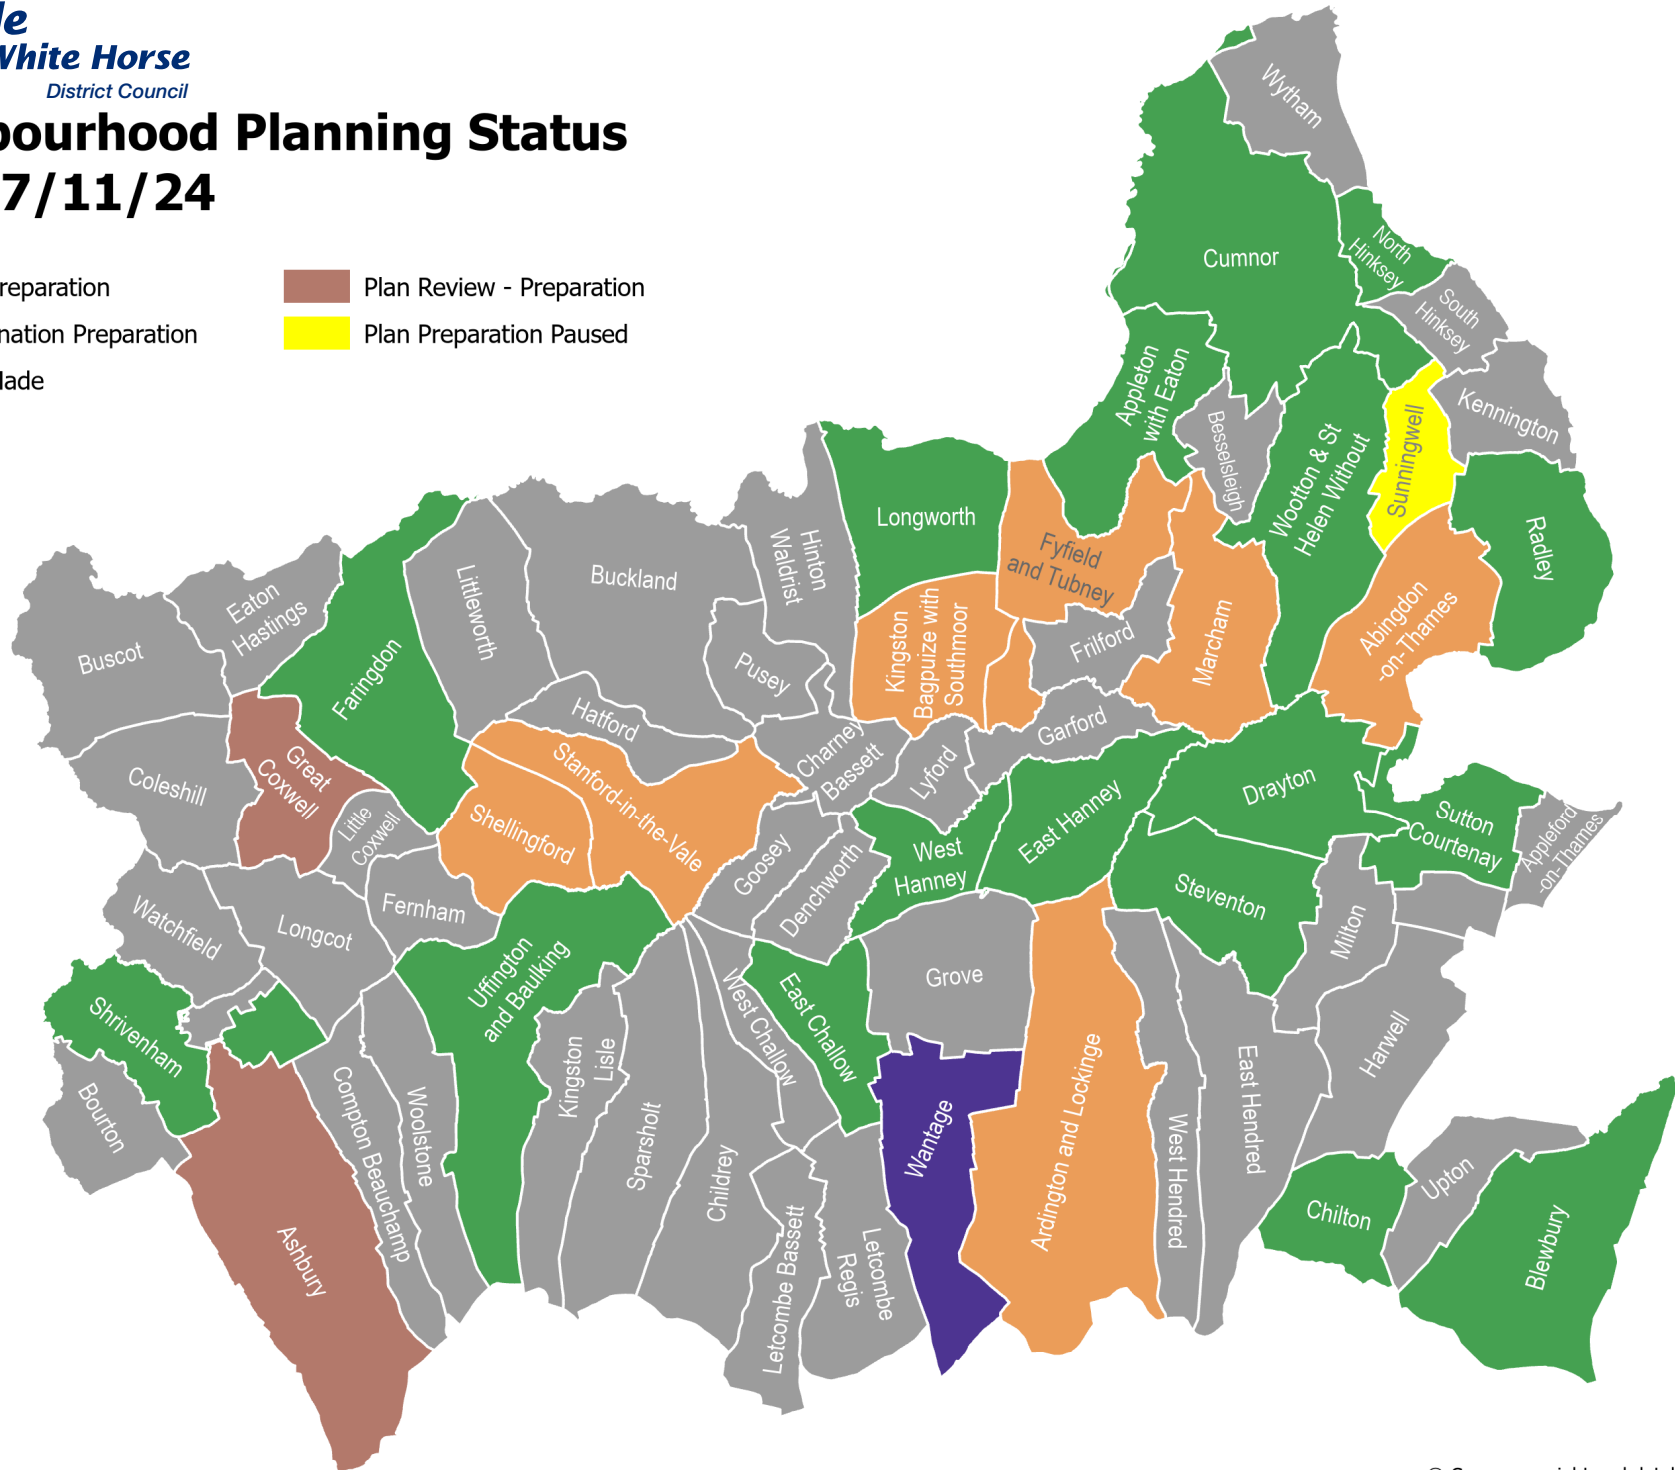 le
White Horse
District Council
bourhood Planning Status
7/11/24
reparation
Plan Review - Preparation
nation Preparation
Plan Preparation Paused
lade
Wytham
Cumnor
North
Hinksey
South
Hinksey
Kennington
Appleton
with Eaton
Besselsleigh
Wootton & St
Helen Without
Sunningwell
Radley
Longworth
Fyfield
and Tubney
Abingdon
-on-Thames
Marcham
Frilford
Kingston
Bagpuize with
Southmoor
Hinton
Waldrist
Buckland
Littleworth
Pusey
Eaton
Hastings
Buscot
Faringdon
Hatford
Garford
Charney
Bassett
Lyford
Great
Coxwell
Coleshill
Little
Coxwell
Stanford-in-the-Vale
Shellingford
East Hanney
West
Hanney
Drayton
Sutton
Courtenay
Appleford
-on-Thames
Goosey
Denchworth
Steventon
Milton
Fernham
Longcot
Watchfield
Uffington
and Baulking
Grove
Shrivenham
West Challow
East Challow
Harwell
Kingston
Lisle
East Hendred
Bourton
Compton Beauchamp
Woolstone
Sparsholt
Wantage
Ardington and Lockinge
West Hendred
Childrey
Upton
Chilton
Blewbury
Ashbury
Letcombe Bassett
Letcombe
Regis